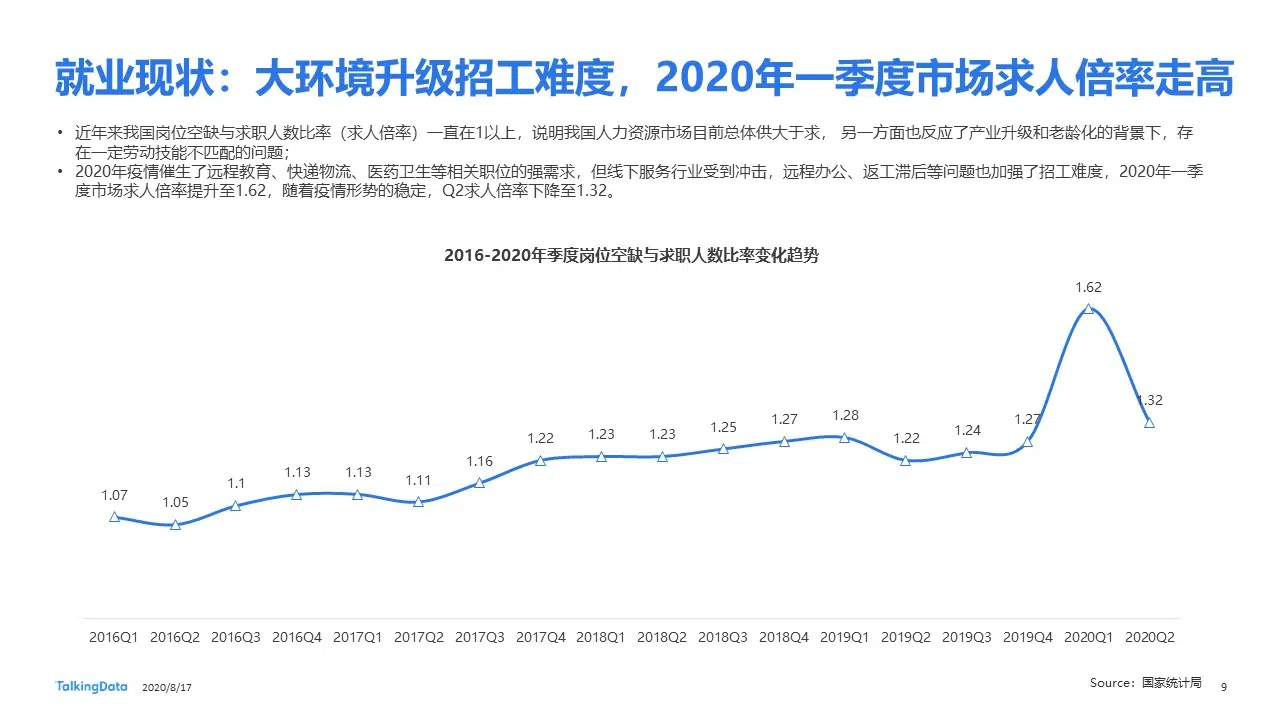 就业现状：大环境升级招工难度，2020年一季度市场求人倍率走高
• 近年来我国岗位空缺与求职人数比率（求人倍率）一直在1以上，说明我国人力资源市场目前总体供大于求， 另一方面也反应了产业升级和老龄化的背景下，存
在一定劳动技能不匹配的问题；
• 2020年疫情催生了远程教育、快递物流、医药卫生等相关职位的强需求，但线下服务行业受到冲击，远程办公、返工滞后等问题也加强了招工难度，2020年一季
度市场求人倍率提升至1.62，随着疫情形势的稳定，Q2求人倍率下降至1.32。
2016-2020年季度岗位空缺与求职人数比率变化趋势
1.07 1.05 1.1 1.13 1.13 1.11 1.16 1.22 1.23 1.23 1.25 1.27 1.28 1.22 1.24 1.27 1.62 1.32
2016Q1 2016Q2 2016Q3 2016Q4 2017Q1 2017Q2 2017Q3 2017Q4 2018Q1 2018Q2 2018Q3 2018Q4 2019Q1 2019Q2 2019Q3 2019Q4 2020Q1 2020Q2
TalkingData 2020/8/17 Source：国家统计局 9